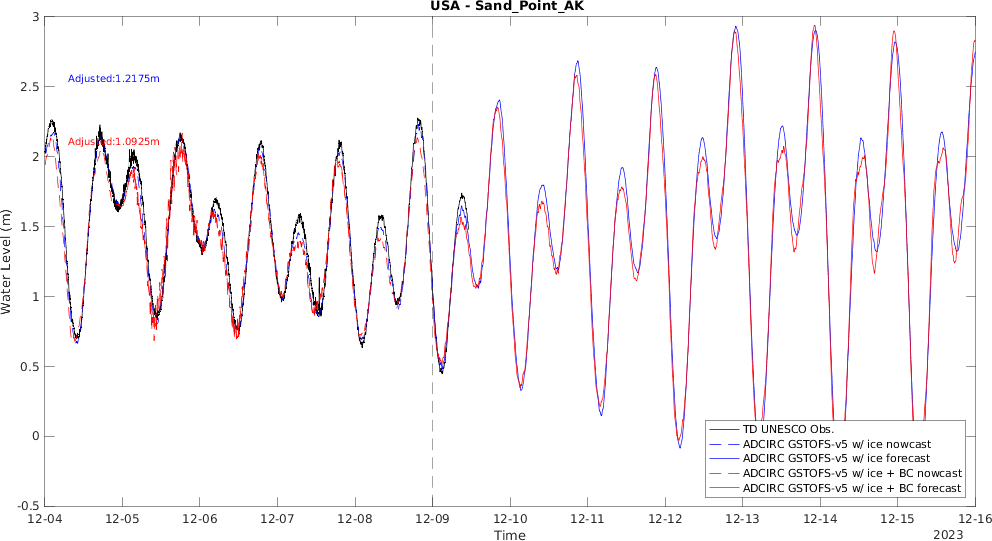 USA - Sand_Point_AK
3
2.5
2
1.5
1
0.5
0
-0.5
Water Level (m)
Adjusted:1.2175m
Adjusted:1.0925m
TD UNESCO Obs.
ADCIRC GSTOFS-v5 w/ ice nowcast
ADCIRC GSTOFS-v5 w/ ice forecast
ADCIRC GSTOFS-v5 w/ ice + BC nowcast
ADCIRC GSTOFS-v5 w/ ice + BC forecast
12-04 12-05 12-06 12-07 12-08 12-09 12-10 12-11 12-12 12-13 12-14 12-15 12-16
Time
2023